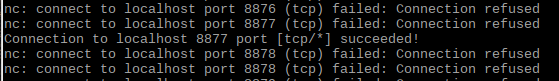 nc: connect to localhost port 8876 (tcp) failed: Connection refused
nc: connect to localhost port 8877 (tcp) failed: Connection refused
Connection to localhost 8877 port [tcp/*] succeeded!
nc: connect to localhost port 8878 (tcp) failed: Connection refused
nc: connect to localhost port 8878 (tcp) failed: Connection refused